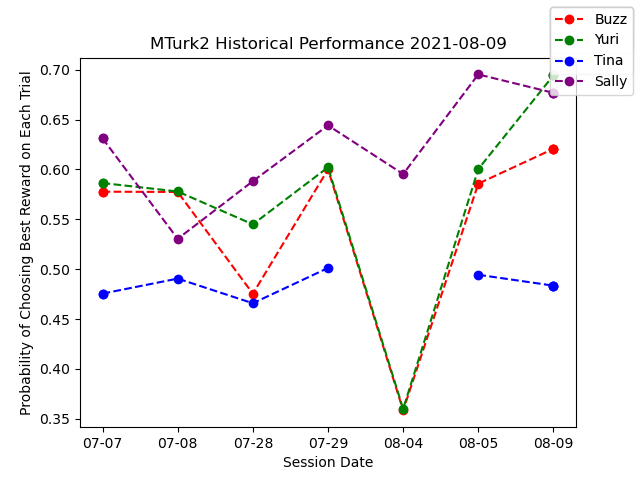 MTurk2 Historical Performance 2021-08-09
Buzz
Yuri
Tina
Sally
Probability of Choosing Best Reward on Each Trial
0.70
0.65
0.60
0.55
0.50
0.45
0.40
0.35
07-07 07-08 07-28 07-29 08-04 08-05 08-09
Session Date